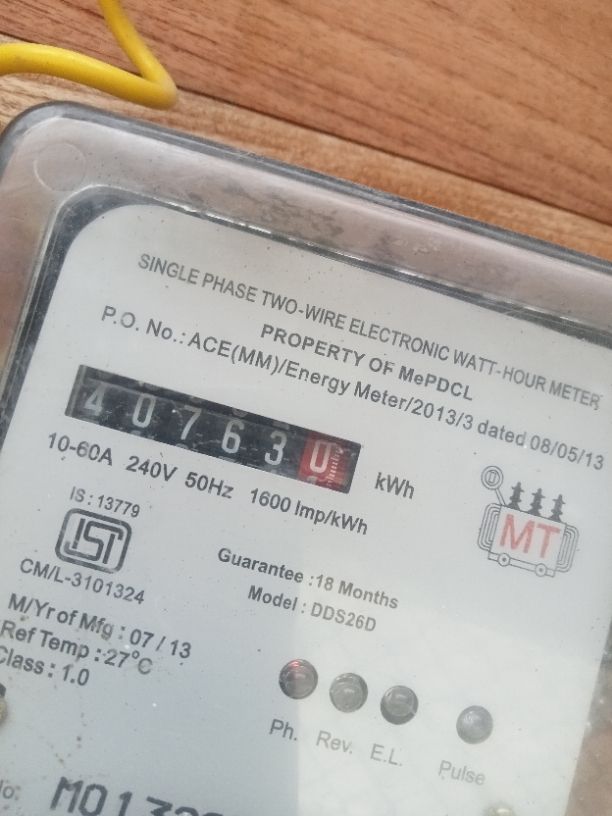 SINGLE PHASE TWO-WIRE ELECTRONIC WATT-HOUR METER
PROPERTY OF MePDCL
P.O. No.: ACE(MM)/Energy Meter/2013/3 dated 08/05/13
407630 kWh
10-60A 240V 50Hz 1600 Imp/kWh
IS : 13779
ISI
CM/L-3101324
MT
Guarantee :18 Months
Model : DDS26D
M/Yr of Mfg : 07 / 13
Ref Temp : 27°C
Class : 1.0
Ph. Rev. E.L. Pulse